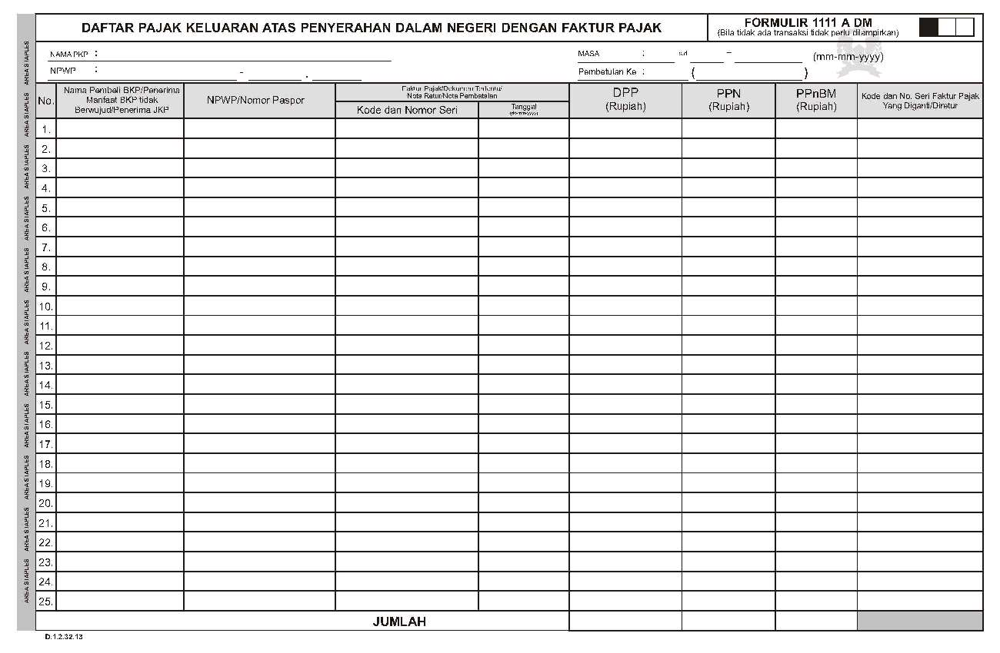 DAFTAR PAJAK KELUARAN ATAS PENYERAHAN DALAM NEGERI DENGAN FAKTUR PAJAK
FORMULIR 1111 A DM
(Bila tidak ada transaksi tidak perlu dilampirkan)
NAMA PKP :
MASA : s.d – (mm-mm-yyyy)
NPWP : - .
Pembetulan Ke : ( )
No.
Nama Pembeli BKP/Penerima
Manfaat BKP tidak
Berwujud/Penerima JKP
NPWP/Nomor Paspor
Faktur Pajak/Dokumen Tertentu/
Nota Retur/Nota Pembatalan
Kode dan Nomor Seri
Tanggal
(dd-mm-yyyy)
DPP
(Rupiah)
PPN
(Rupiah)
PPnBM
(Rupiah)
Kode dan No. Seri Faktur Pajak
Yang Diganti/Diretur
1.
2.
3.
4.
5.
6.
7.
8.
9.
10.
11.
12.
13.
14.
15.
16.
17.
18.
19.
20.
21.
22.
23.
24.
25.
JUMLAH
D.1.2.32.13
AREA STAPLES AREA STAPLES AREA STAPLES AREA STAPLES AREA STAPLES AREA STAPLES AREA STAPLES AREA STAPLES AREA STAPLES AREA STAPLES AREA STAPLES